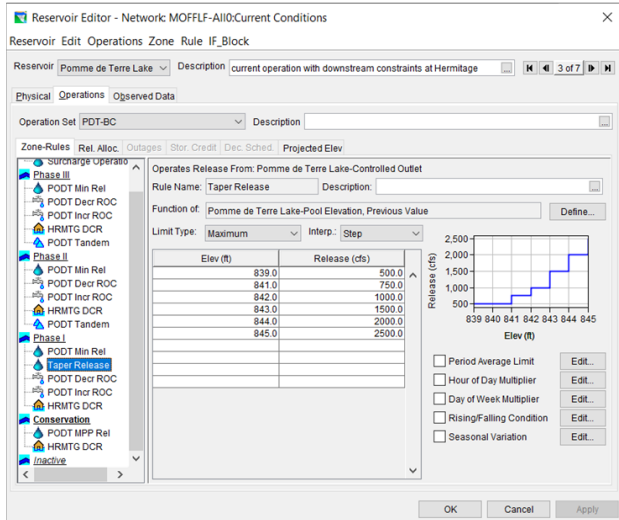 Reservoir Editor - Network: MOFFLF-All0:Current Conditions
Reservoir Edit Operations Zone Rule IF_Block
Reservoir Pomme de Terre Lake Description current operation with downstream constraints at Hermitage ... 3 of 7
Physical Operations Observed Data
Operation Set PDT-BC Description ...
Zone-Rules Rel. Alloc. Outages Stor. Credit Dec. Sched. Projected Elev
Surcharge Operatio
Phase III
PODT Min Rel
PODT Decr ROC
PODT Incr ROC
HRMTG DCR
PODT Tandem
Phase II
PODT Min Rel
PODT Decr ROC
PODT Incr ROC
HRMTG DCR
PODT Tandem
Phase I
PODT Min Rel
Taper Release
PODT Decr ROC
PODT Incr ROC
HRMTG DCR
Conservation
PODT MPP Rel
HRMTG DCR
Inactive
Operates Release From: Pomme de Terre Lake-Controlled Outlet
Rule Name: Taper Release Description: ...
Function of: Pomme de Terre Lake-Pool Elevation, Previous Value Define...
Limit Type: Maximum Interp.: Step
Elev (ft) Release (cfs)
839.0 500.0
841.0 750.0
842.0 1000.0
843.0 1500.0
844.0 2000.0
845.0 2500.0
Release (cfs)
2,500
2,000
1,500
1,000
500
839 840 841 842 843 844 845
Elev (ft)
Period Average Limit Edit...
Hour of Day Multiplier Edit...
Day of Week Multiplier Edit...
Rising/Falling Condition Edit...
Seasonal Variation Edit...
OK Cancel Apply